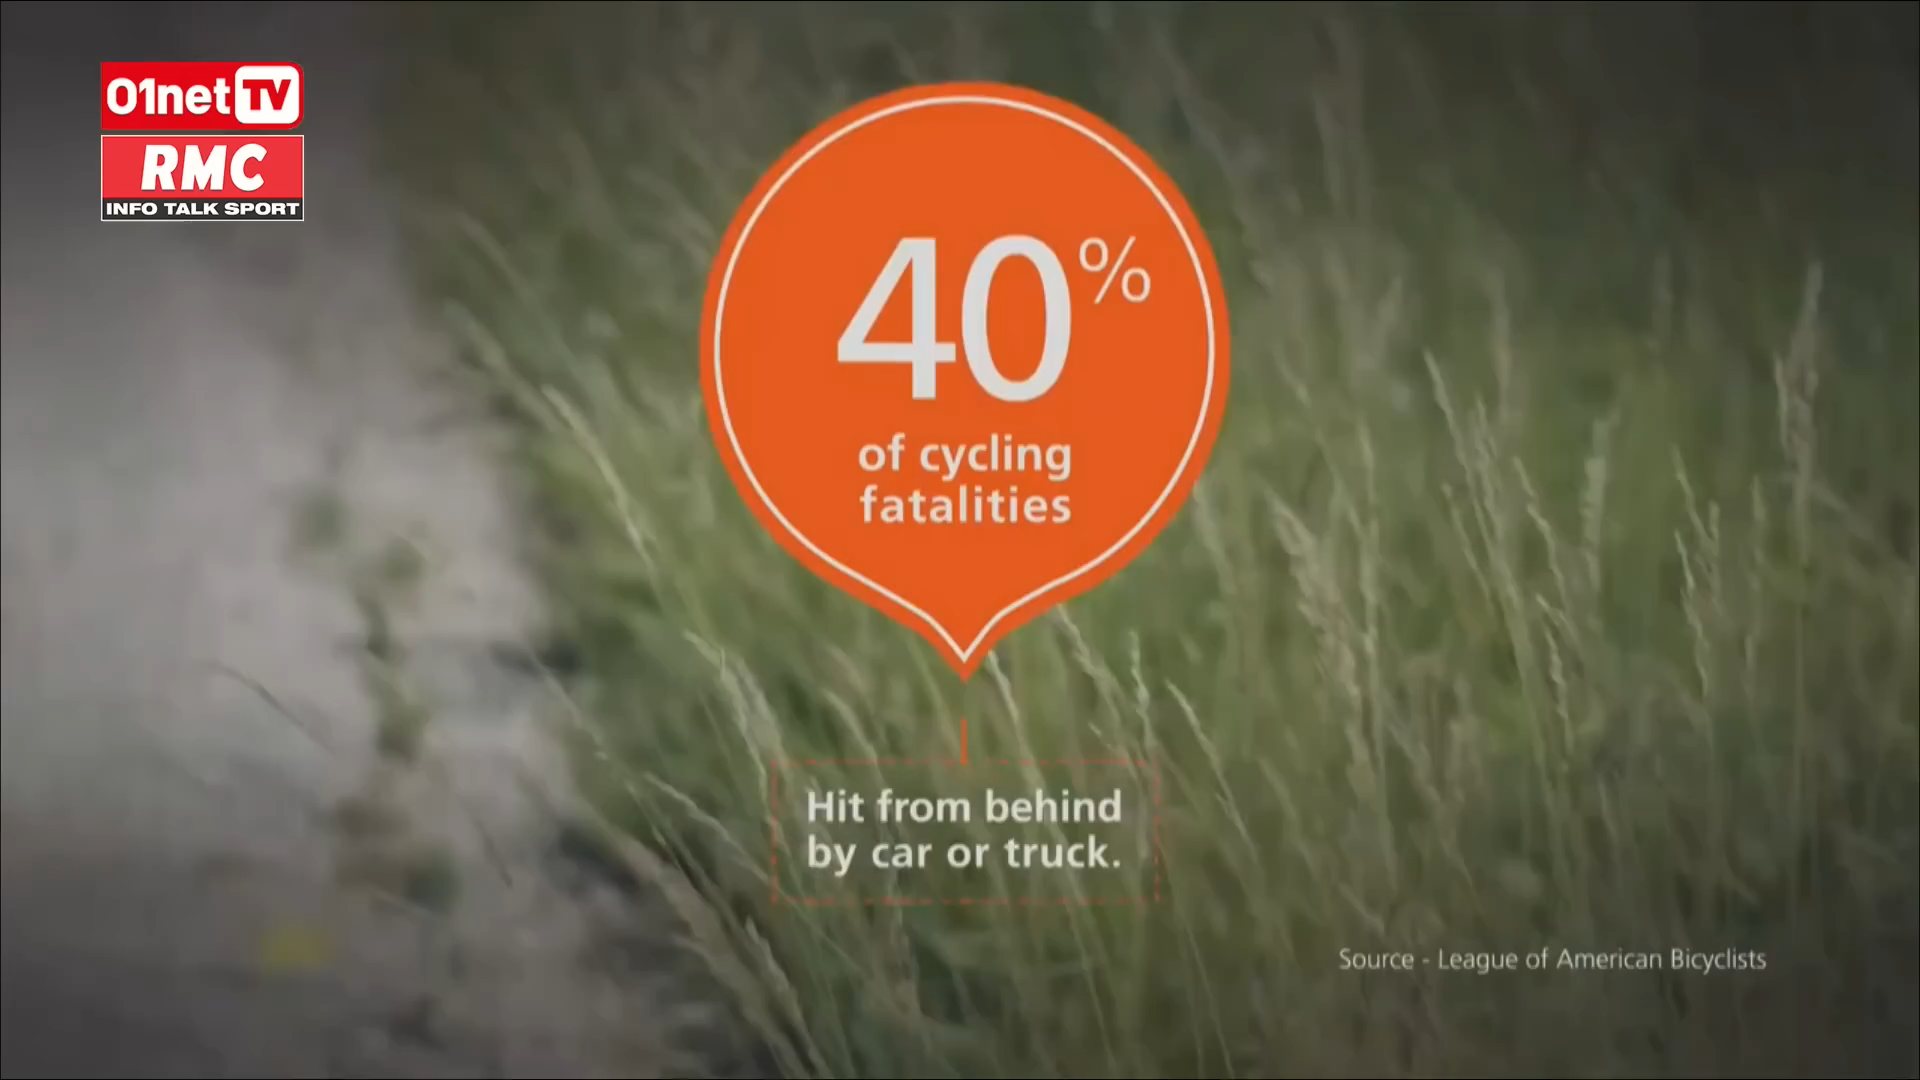 01net TV
RMC
INFO TALK SPORT
40%
of cycling
fatalities
Hit from behind
by car or truck.
Source - League of American Bicyclists